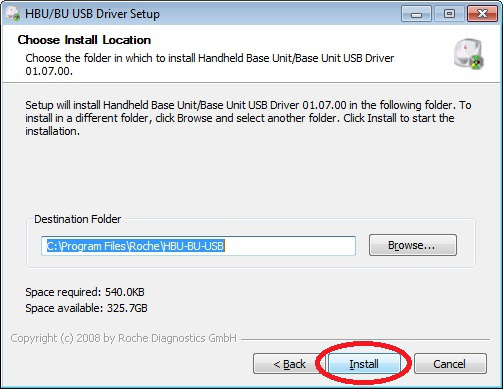 HBU/BU USB Driver Setup
Choose Install Location
Choose the folder in which to install Handheld Base Unit/Base Unit USB Driver
01.07.00.
Setup will install Handheld Base Unit/Base Unit USB Driver 01.07.00 in the following folder. To
install in a different folder, click Browse and select another folder. Click Install to start the
installation.
Destination Folder
C:\Program Files\Roche\HBU-BU-USB
Browse...
Space required: 540.0KB
Space available: 325.7GB
Copyright (c) 2008 by Roche Diagnostics GmbH
< Back
Install
Cancel